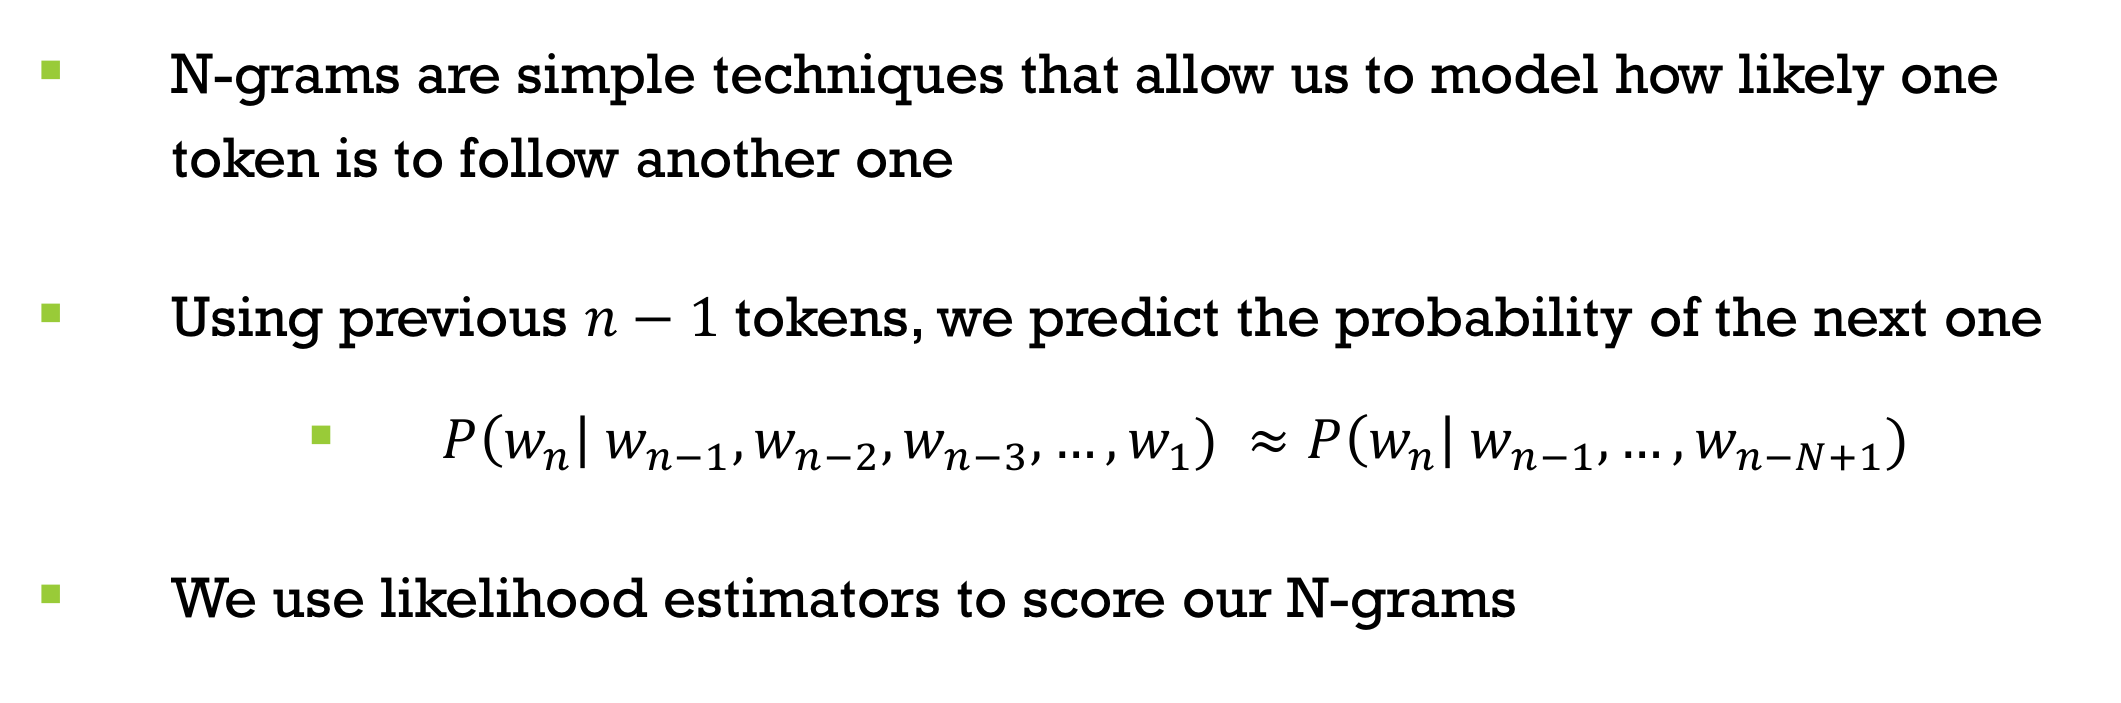 ▪ N-grams are simple techniques that allow us to model how likely one
token is to follow another one
▪ Using previous 𝑛 − 1 tokens, we predict the probability of the next one
▪ 𝑃(𝑤ₙ| 𝑤ₙ₋₁, 𝑤ₙ₋₂, 𝑤ₙ₋₃, … , 𝑤₁) ≈ 𝑃(𝑤ₙ| 𝑤ₙ₋₁, … , 𝑤_{𝑛−𝑁+1})
▪ We use likelihood estimators to score our N-grams